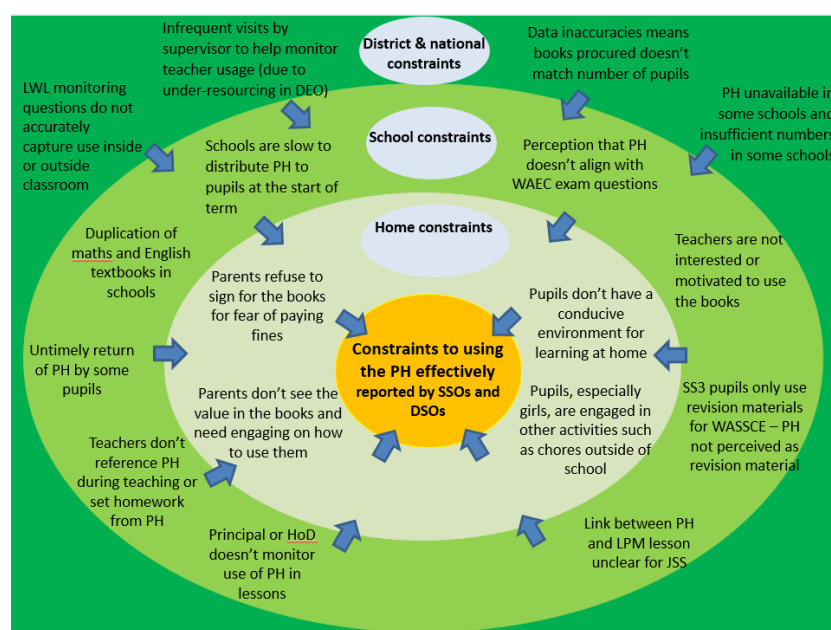 Infrequent visits by
supervisor to help monitor
teacher usage (due to
under-resourcing in DEO)
District & national
constraints
Data inaccuracies means
books procured doesn't
match number of pupils
LWL monitoring
questions do not
accurately
capture use inside
or outside
classroom
PH unavailable in
some schools and
insufficient numbers
in some schools
School constraints
Schools are slow to
distribute PH to
pupils at the start of
term
Perception that PH
doesn't align with
WAEC exam questions
Home constraints
Duplication of
maths and English
textbooks in
schools
Teachers are not
interested or
motivated to use
the books
Parents refuse to
sign for the books
for fear of paying
fines
Pupils don't have a
conducive
environment for
learning at home
Constraints to using
the PH effectively
reported by SSOs and
DSOs
Untimely return
of PH by some
pupils
Parents don't see the
value in the books and
need engaging on how
to use them
Pupils, especially
girls, are engaged in
other activities such
as chores outside of
school
SS3 pupils only use
revision materials
for WASSCE – PH
not perceived as
revision material
Teachers don't
reference PH
during teaching or
set homework
from PH
Principal or HoD
doesn't monitor
use of PH in
lessons
Link between PH
and LPM lesson
unclear for JSS